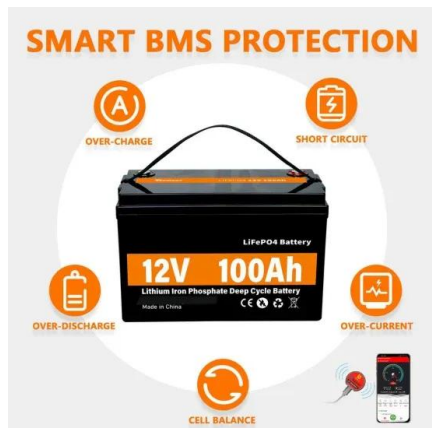 SMART BMS PROTECTION
A
OVER-CHARGE
SHORT CIRCUIT
LiFePO4 Battery
12V 100Ah
Lithium Iron Phosphate Deep Cycle Battery
Made in China
CE
OVER-DISCHARGE
OVER-CURRENT
CELL BALANCE